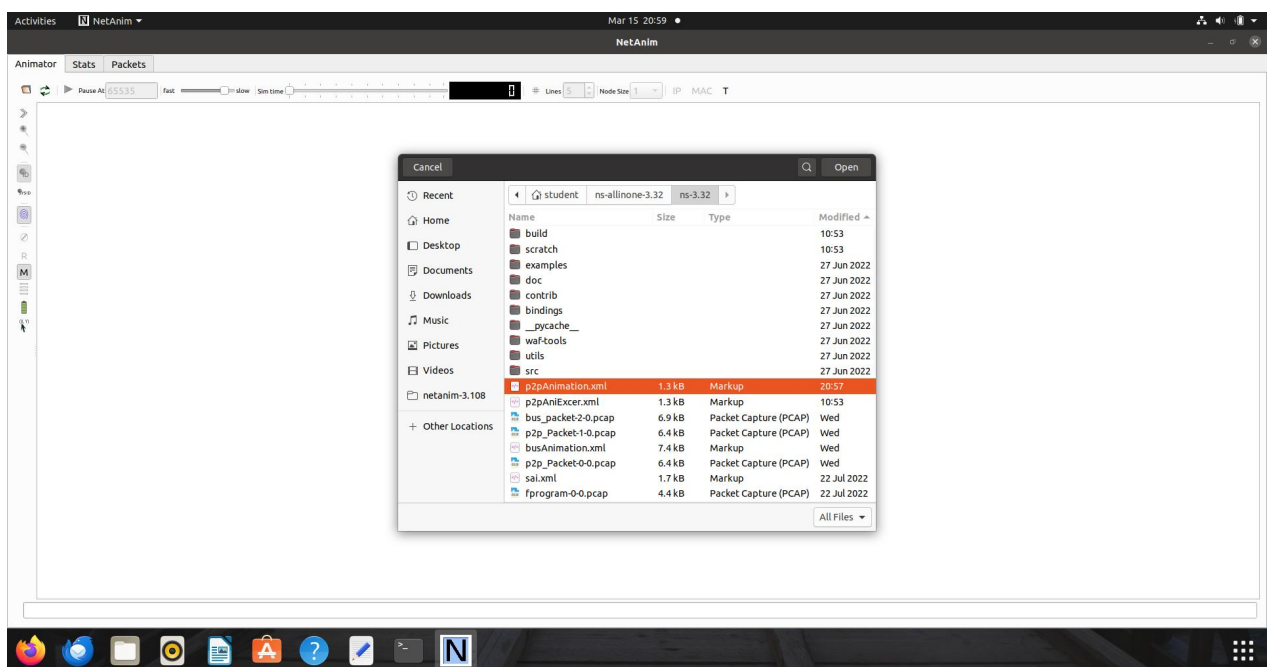 Activities NetAnim Mar 15 20:59
NetAnim
Animator Stats Packets
Pause At 65535 fast slow Sim time 0 # Lines 5 Node Size 1 IP MAC T
Cancel Open
Recent
Home
Desktop
Documents
Downloads
Music
Pictures
Videos
netanim-3.108
+ Other Locations
student ns-allinone-3.32 ns-3.32
Name Size Type Modified
build 10:53
scratch 10:53
examples 27 Jun 2022
doc 27 Jun 2022
contrib 27 Jun 2022
bindings 27 Jun 2022
__pycache__ 27 Jun 2022
waf-tools 27 Jun 2022
utils 27 Jun 2022
src 27 Jun 2022
p2pAnimation.xml 1.3 kB Markup 20:57
p2pAniExcer.xml 1.3 kB Markup 10:53
bus_packet-2-0.pcap 6.9 kB Packet Capture (PCAP) Wed
p2p_Packet-1-0.pcap 6.4 kB Packet Capture (PCAP) Wed
busAnimation.xml 7.4 kB Markup Wed
p2p_Packet-0-0.pcap 6.4 kB Packet Capture (PCAP) Wed
sai.xml 1.7 kB Markup 22 Jul 2022
fprogram-0-0.pcap 4.4 kB Packet Capture (PCAP) 22 Jul 2022
All Files
R
M
N